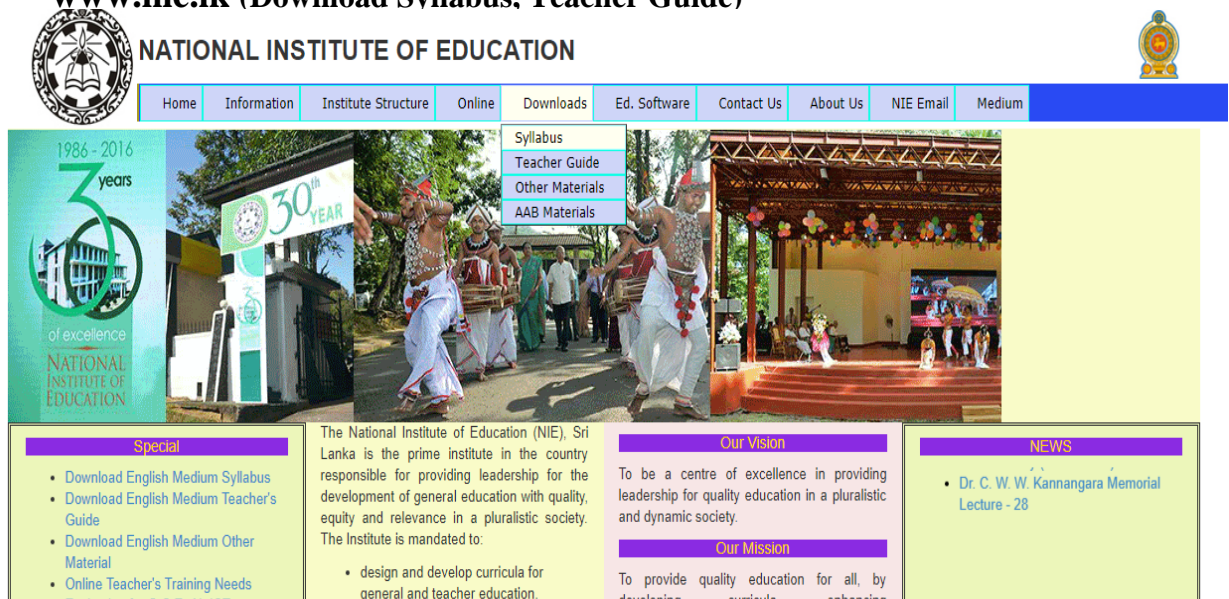 www.nie.lk (Download Syllabus, Teacher Guide)
NATIONAL INSTITUTE OF EDUCATION
Home Information Institute Structure Online Downloads Ed. Software Contact Us About Us NIE Email Medium
Syllabus
Teacher Guide
Other Materials
AAB Materials
1986 - 2016
30 years
of excellence
NATIONAL
INSTITUTE OF
EDUCATION
30th
YEAR
Special
Download English Medium Syllabus
Download English Medium Teacher's
Guide
Download English Medium Other
Material
Online Teacher's Training Needs
The National Institute of Education (NIE), Sri
Lanka is the prime institute in the country
responsible for providing leadership for the
development of general education with quality,
equity and relevance in a pluralistic society.
The Institute is mandated to:
design and develop curricula for
general and teacher education.
Our Vision
To be a centre of excellence in providing
leadership for quality education in a pluralistic
and dynamic society.
Our Mission
To provide quality education for all, by
developing curricula, enhancing
NEWS
Dr. C. W. W. Kannangara Memorial
Lecture - 28